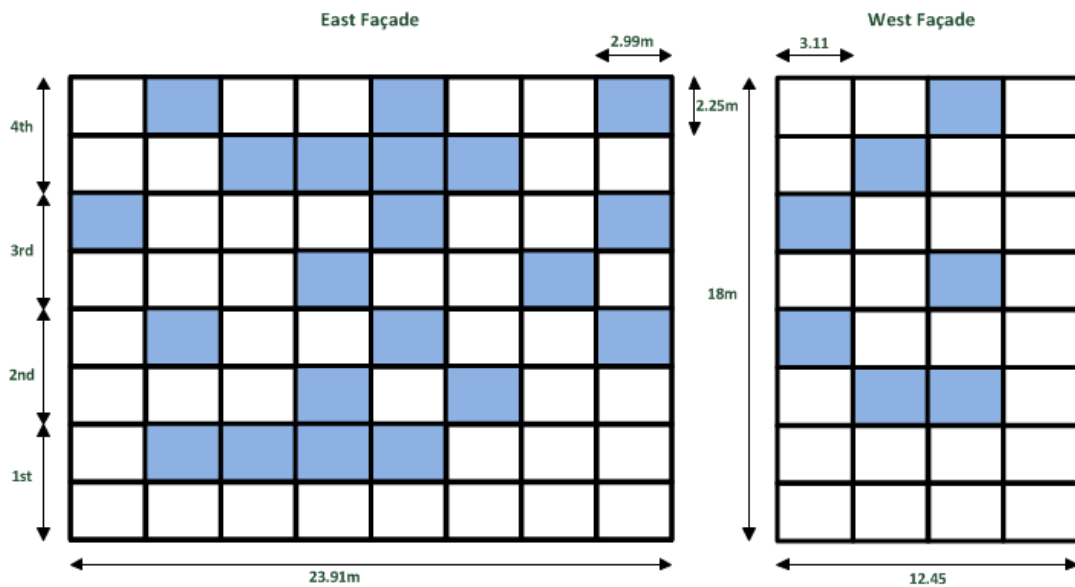 East Façade
West Façade
2.99m
3.11
2.25m
4th
3rd
18m
2nd
1st
23.91m
12.45